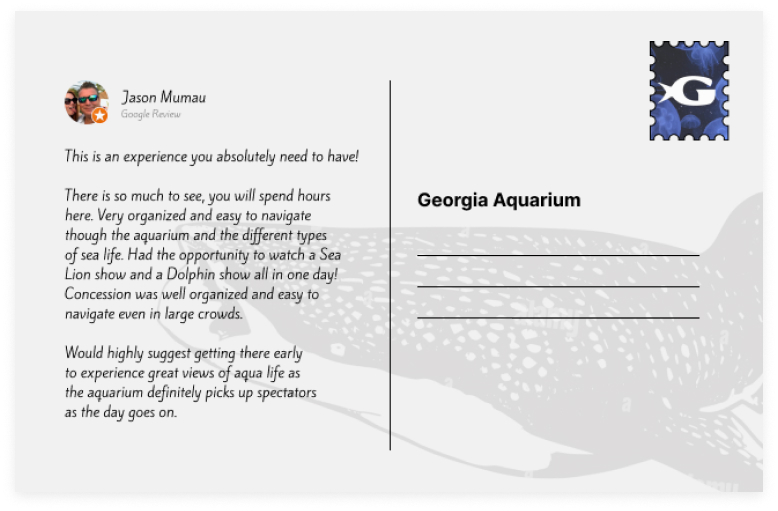 Jason Mumau
Google Review
This is an experience you absolutely need to have!
There is so much to see, you will spend hours
here. Very organized and easy to navigate
though the aquarium and the different types
of sea life. Had the opportunity to watch a Sea
Lion show and a Dolphin show all in one day!
Concession was well organized and easy to
navigate even in large crowds.
Would highly suggest getting there early
to experience great views of aqua life as
the aquarium definitely picks up spectators
as the day goes on.
G
Georgia Aquarium